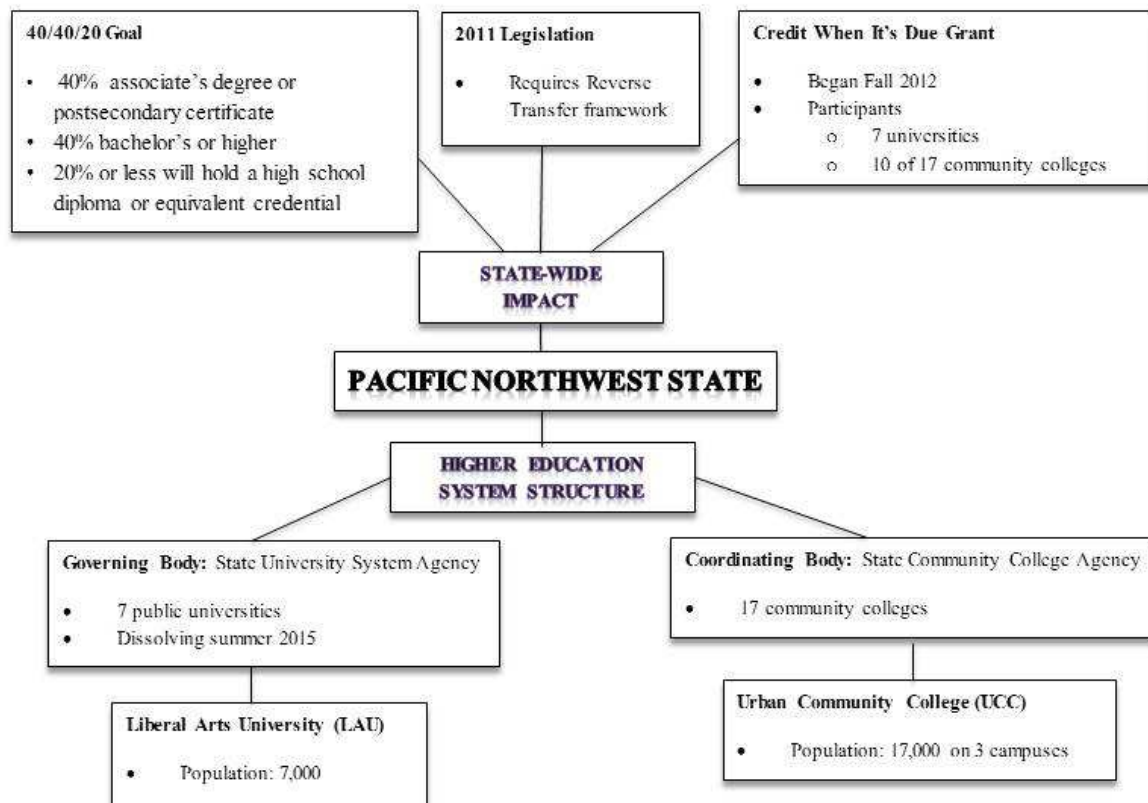 40/40/20 Goal
• 40% associate's degree or
postsecondary certificate
• 40% bachelor's or higher
• 20% or less will hold a high school
diploma or equivalent credential
2011 Legislation
• Requires Reverse
Transfer framework
Credit When It's Due Grant
• Began Fall 2012
• Participants
o 7 universities
o 10 of 17 community colleges
STATE-WIDE
IMPACT
PACIFIC NORTHWEST STATE
HIGHER EDUCATION
SYSTEM STRUCTURE
Governing Body: State University System Agency
• 7 public universities
• Dissolving summer 2015
Coordinating Body: State Community College Agency
• 17 community colleges
Liberal Arts University (LAU)
• Population: 7,000
Urban Community College (UCC)
• Population: 17,000 on 3 campuses